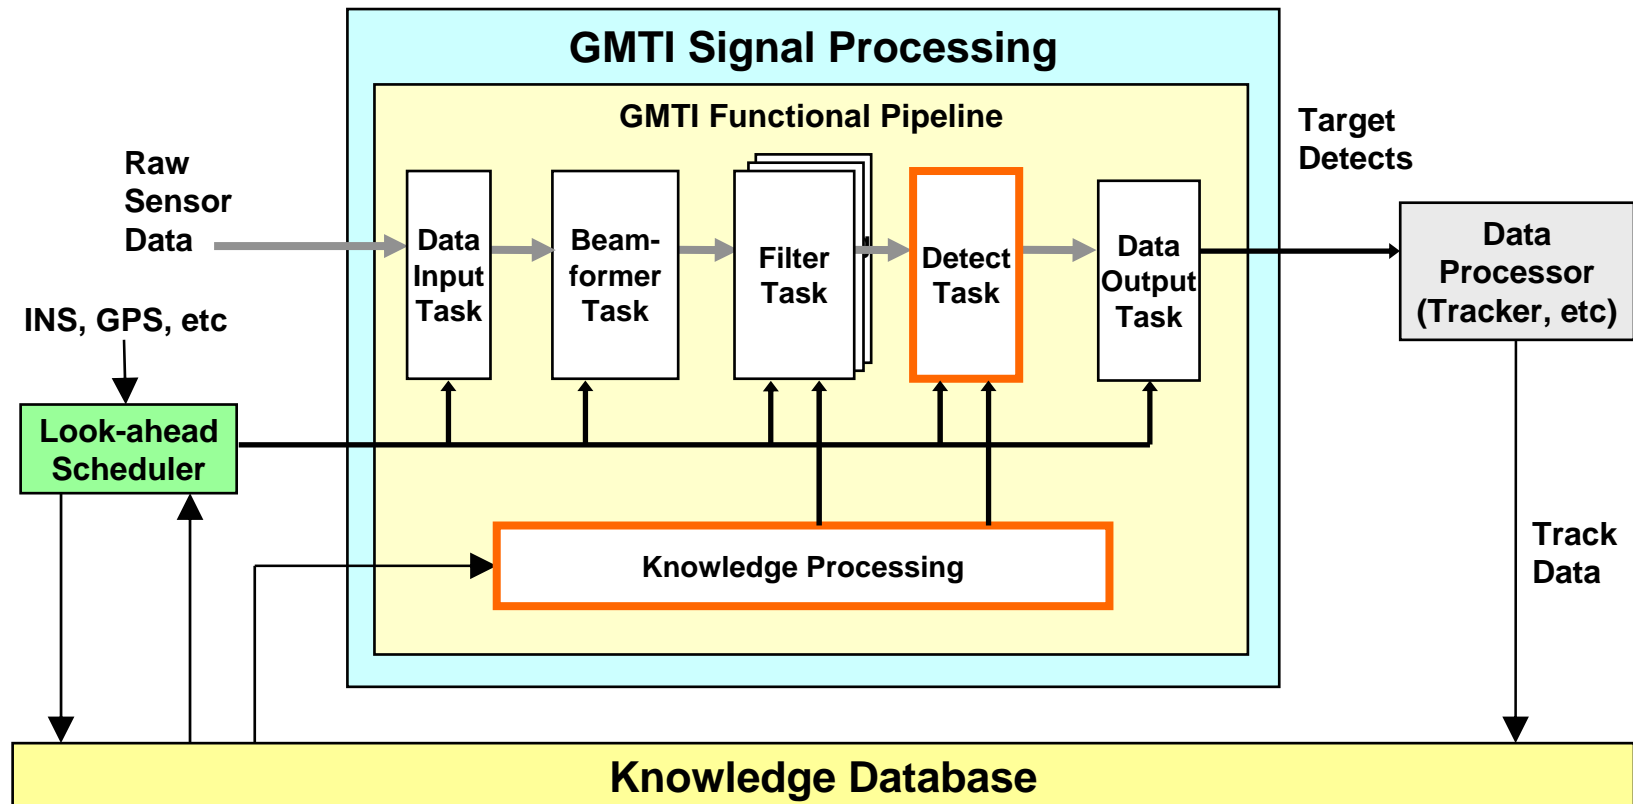 GMTI Signal Processing
GMTI Functional Pipeline
Raw
Sensor
Data
INS, GPS, etc
Look-ahead
Scheduler
Data
Input
Task
Beam-
former
Task
Filter
Task
Detect
Task
Data
Output
Task
Target
Detects
Data
Processor
(Tracker, etc)
Knowledge Processing
Track
Data
Knowledge Database